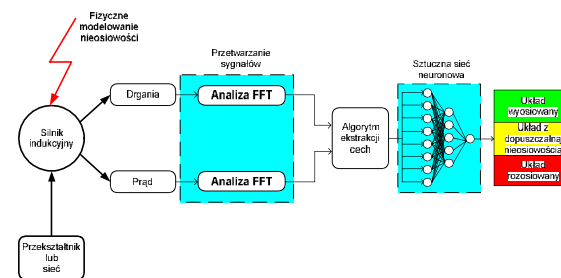 Fizyczne
modelowanie
nieosiowości
Silnik
indukcyjny
Przekształtnik
lub
sieć
Drgania
Prąd
Przetwarzanie
sygnałów
Analiza FFT
Analiza FFT
Algorytm
ekstrakcji
cech
Sztuczna sieć
neuronowa
Układ
wyosiowany
Układ z
dopuszczalną
nieosiowością
Układ
rozosiowany